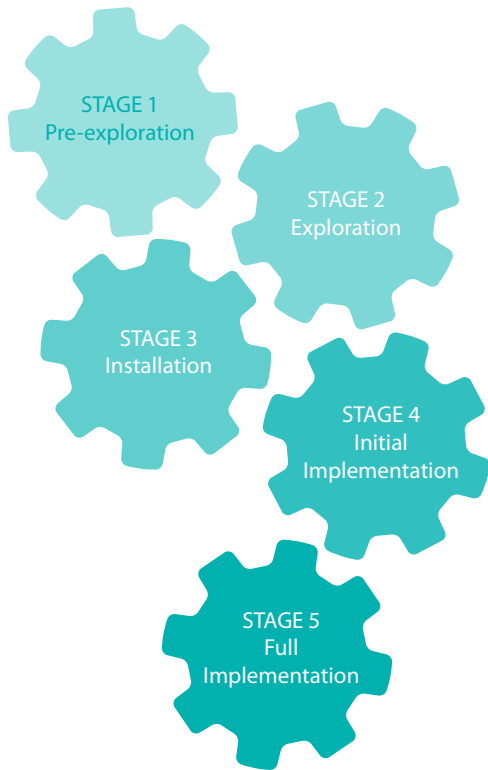 STAGE 1
Pre-exploration
STAGE 2
Exploration
STAGE 3
Installation
STAGE 4
Initial
Implementation
STAGE 5
Full
Implementation